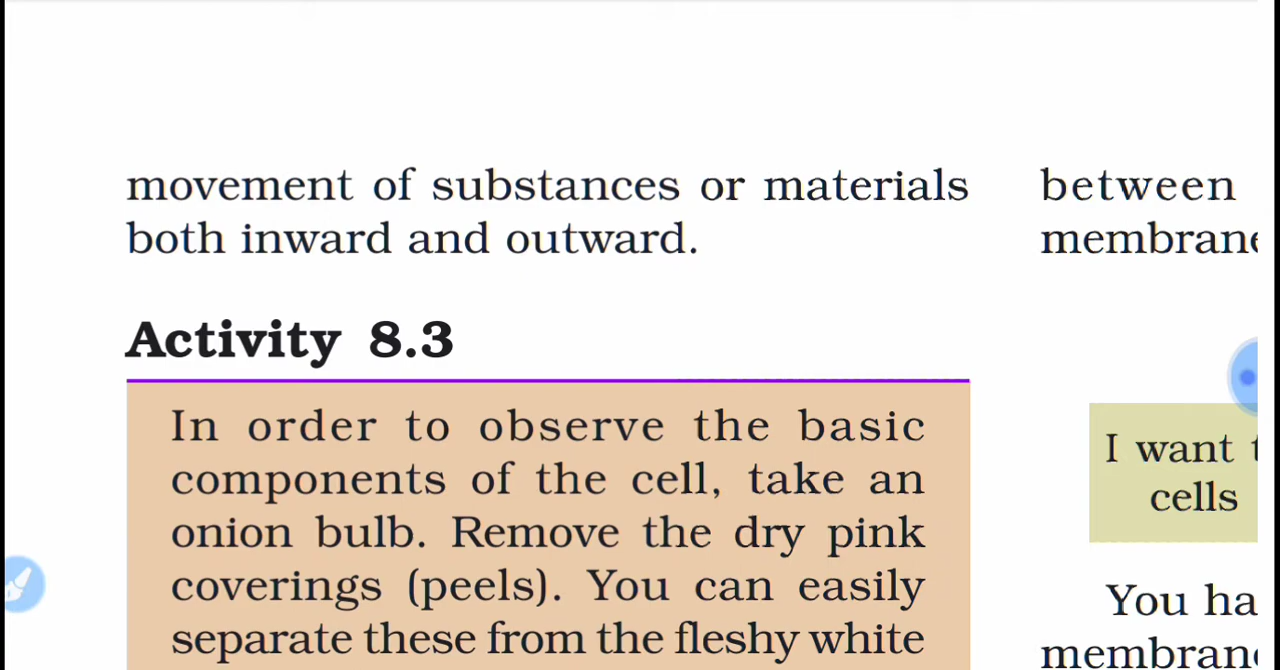 movement of substances or materials
both inward and outward.
Activity 8.3
In order to observe the basic
components of the cell, take an
onion bulb. Remove the dry pink
coverings (peels). You can easily
separate these from the fleshy white
between
I want
cells
You